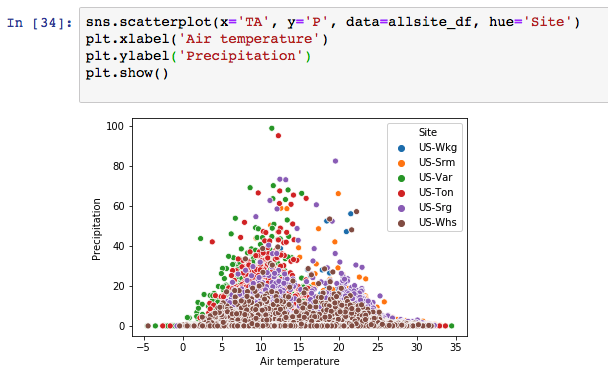 In [34]: sns.scatterplot(x='TA', y='P', data=allsite_df, hue='Site')
plt.xlabel('Air temperature')
plt.ylabel('Precipitation')
plt.show()
Site
US-Wkg
US-Srm
US-Var
US-Ton
US-Srg
US-Whs
100
80
60
40
20
0
Precipitation
−5 0 5 10 15 20 25 30 35
Air temperature